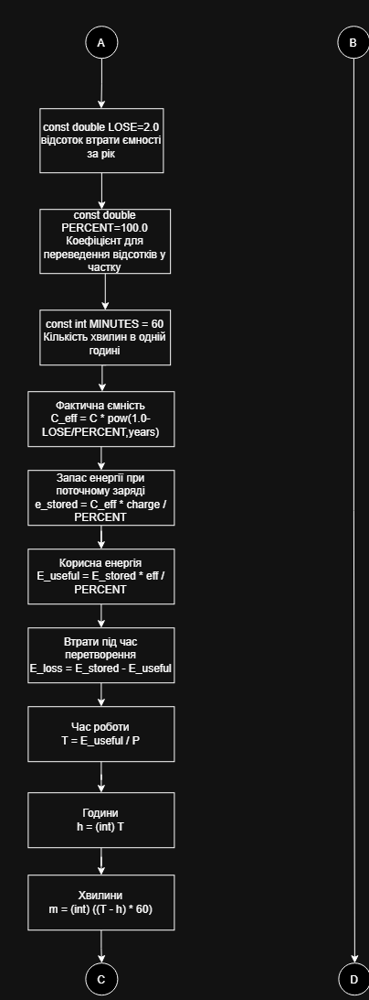 A
B
const double LOSE=2.0
відсоток втрати ємності
за рік
const double
PERCENT=100.0
Коефіцієнт для
переведення відсотків у
частку
const int MINUTES = 60
Кількість хвилин в одній
годині
Фактична ємність
C_eff = C * pow(1.0-
LOSE/PERCENT,years)
Запас енергії при
поточному заряді
e_stored = C_eff * charge /
PERCENT
Корисна енергія
E_useful = E_stored * eff /
PERCENT
Втрати під час
перетворення
E_loss = E_stored - E_useful
Час роботи
T = E_useful / P
Години
h = (int) T
Хвилини
m = (int) ((T - h) * 60)
C
D